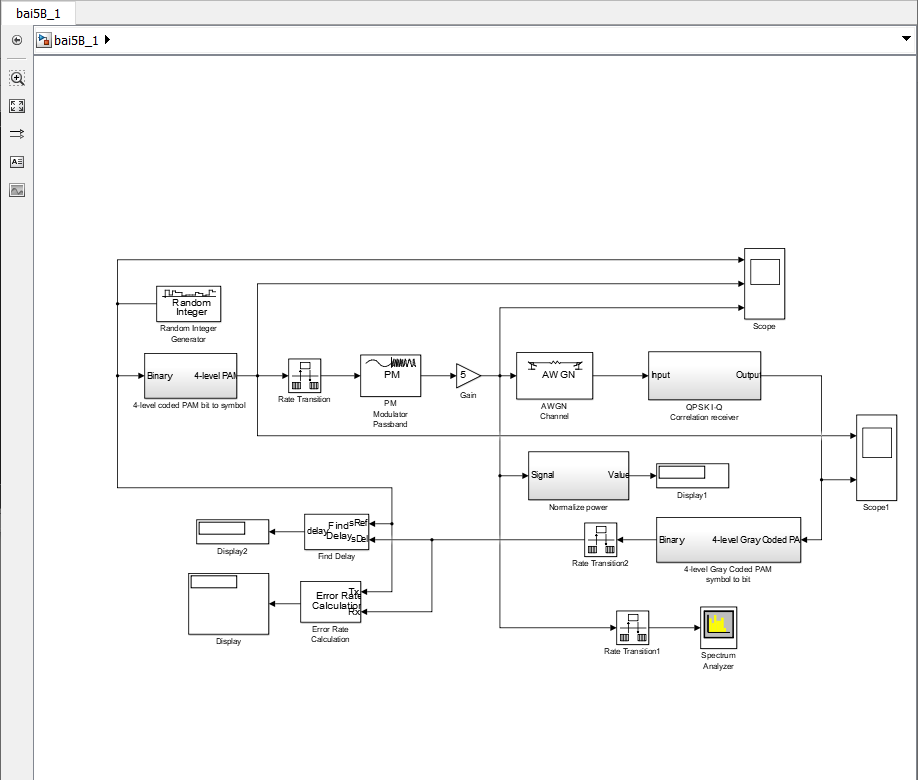 bai5B_1
bai5B_1
Random
Integer
Random Integer
Generator
Scope
Binary
4-level PAM
4-level coded PAM bit to symbol
Rate Transition
PM
PM
Modulator
Passband
5
Gain
AWGN
AWGN
Channel
Input
Output
QPSK I-Q
Correlation receiver
Scope1
Signal
Value
Normalize power
Display1
Display2
delay
Find
Delay
sRef
sDel
Find Delay
Rate Transition2
Binary
4-level Gray Coded PA
4-level Gray Coded PAM
symbol to bit
Display
Error Rate
Calculation
Tx
Rx
Error Rate
Calculation
Rate Transition1
Spectrum
Analyzer